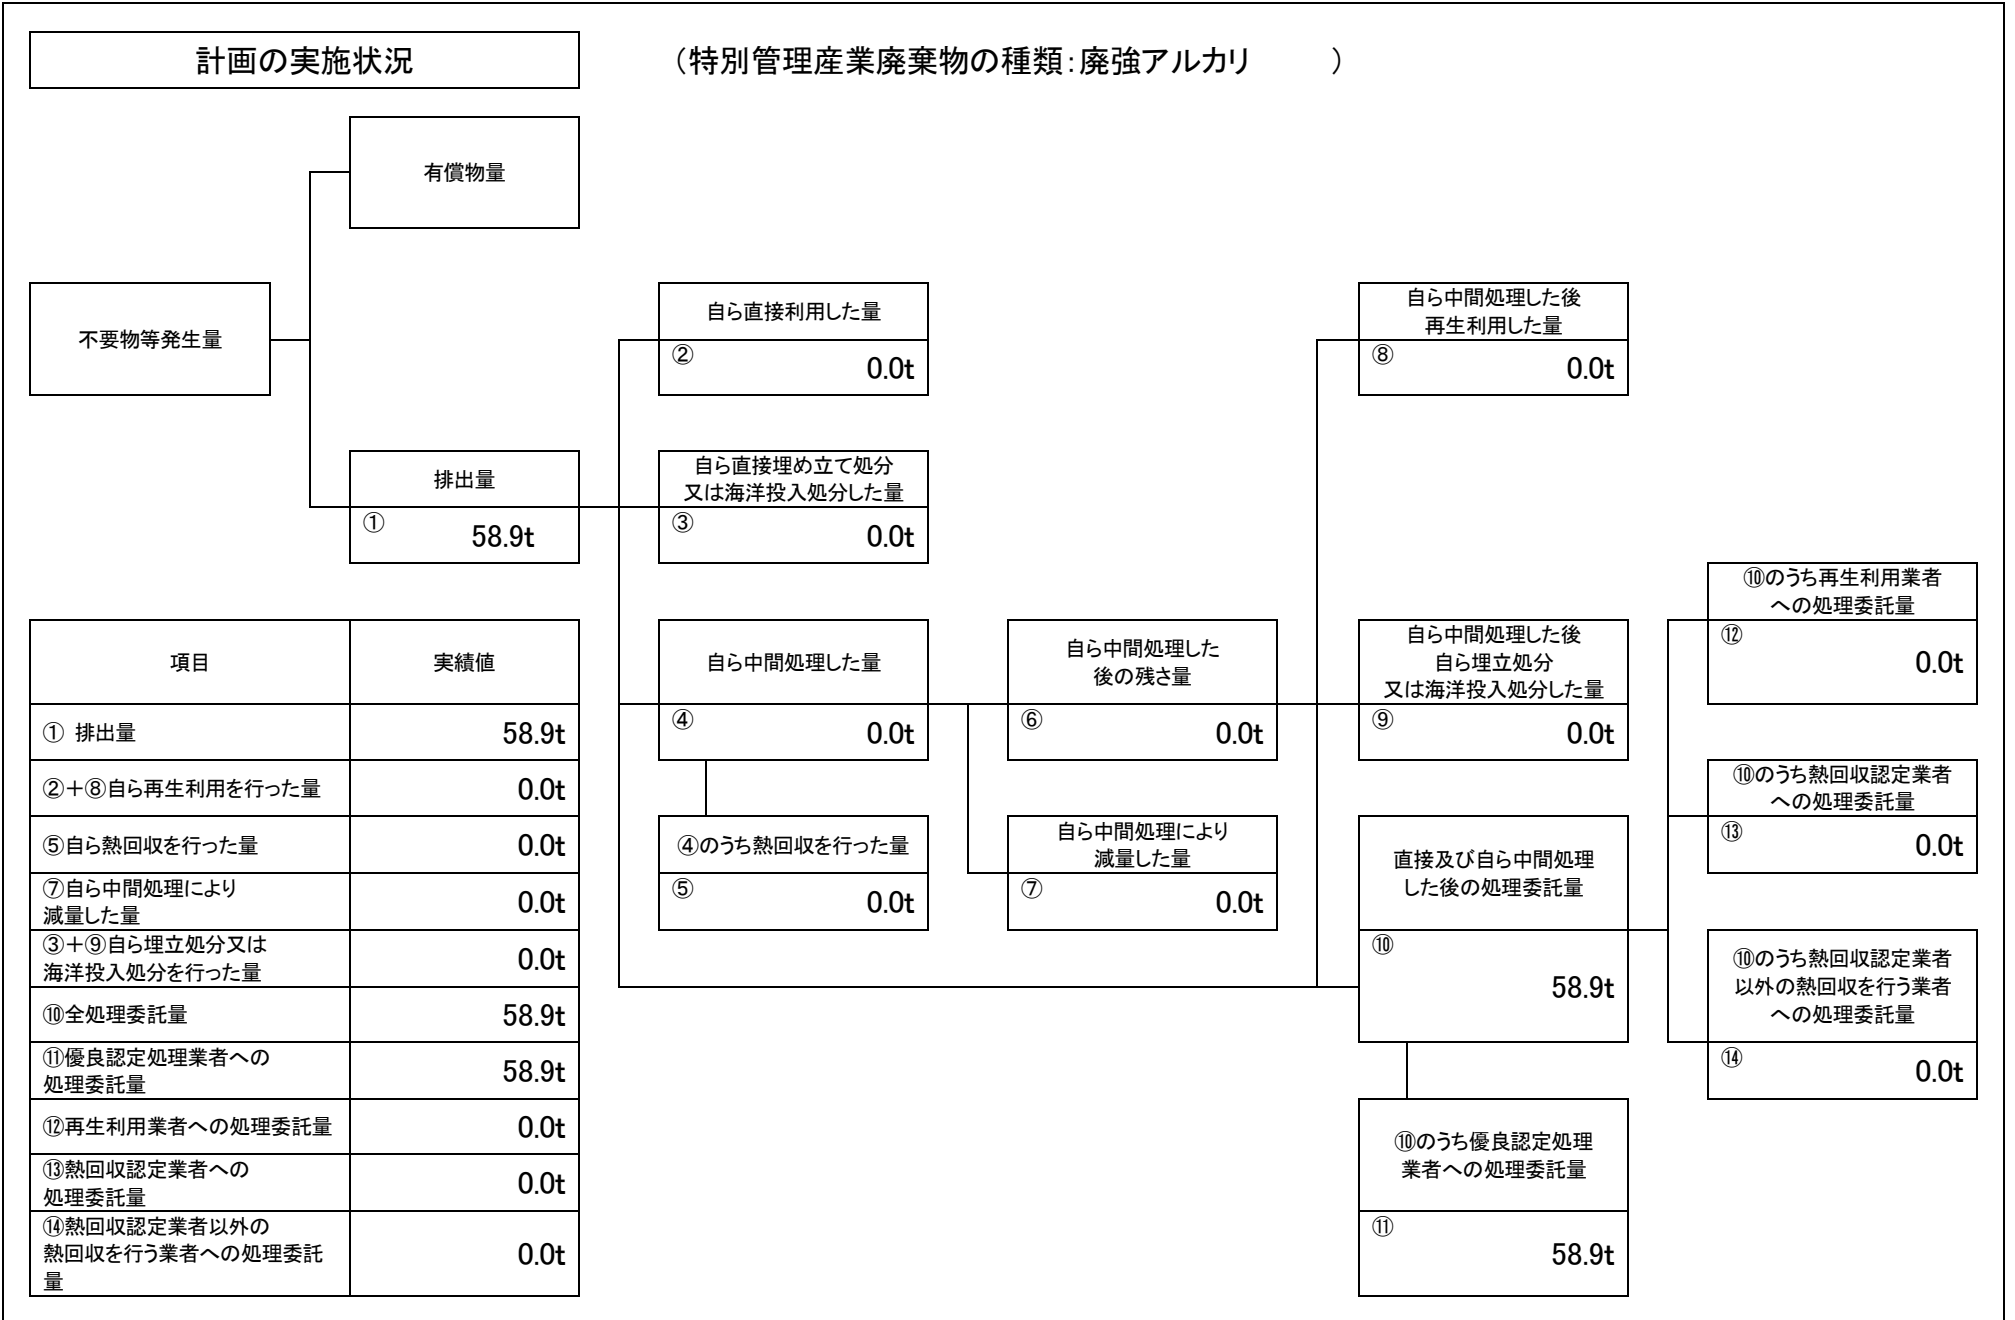 計画の実施状況
（特別管理産業廃棄物の種類：廃強アルカリ　　　）
有償物量
不要物等発生量
自ら直接利用した量
②
0.0t
自ら中間処理した後
再生利用した量
⑧
0.0t
排出量
①
58.9t
自ら直接埋め立て処分
又は海洋投入処分した量
③
0.0t
⑩のうち再生利用業者
への処理委託量
⑫
0.0t
自ら中間処理した量
④
0.0t
自ら中間処理した
後の残さ量
⑥
0.0t
自ら中間処理した後
自ら埋立処分
又は海洋投入処分した量
⑨
0.0t
⑩のうち熱回収認定業者
への処理委託量
⑬
0.0t
④のうち熱回収を行った量
⑤
0.0t
自ら中間処理により
減量した量
⑦
0.0t
直接及び自ら中間処理
した後の処理委託量
⑩
58.9t
⑩のうち熱回収認定業者
以外の熱回収を行う業者
への処理委託量
⑭
0.0t
⑩のうち優良認定処理
業者への処理委託量
⑪
58.9t
項目 実績値
① 排出量 58.9t
②＋⑧自ら再生利用を行った量 0.0t
⑤自ら熱回収を行った量 0.0t
⑦自ら中間処理により
減量した量 0.0t
③＋⑨自ら埋立処分又は
海洋投入処分を行った量 0.0t
⑩全処理委託量 58.9t
⑪優良認定処理業者への
処理委託量 58.9t
⑫再生利用業者への処理委託量 0.0t
⑬熱回収認定業者への
処理委託量 0.0t
⑭熱回収認定業者以外の
熱回収を行う業者への処理委託 0.0t
量